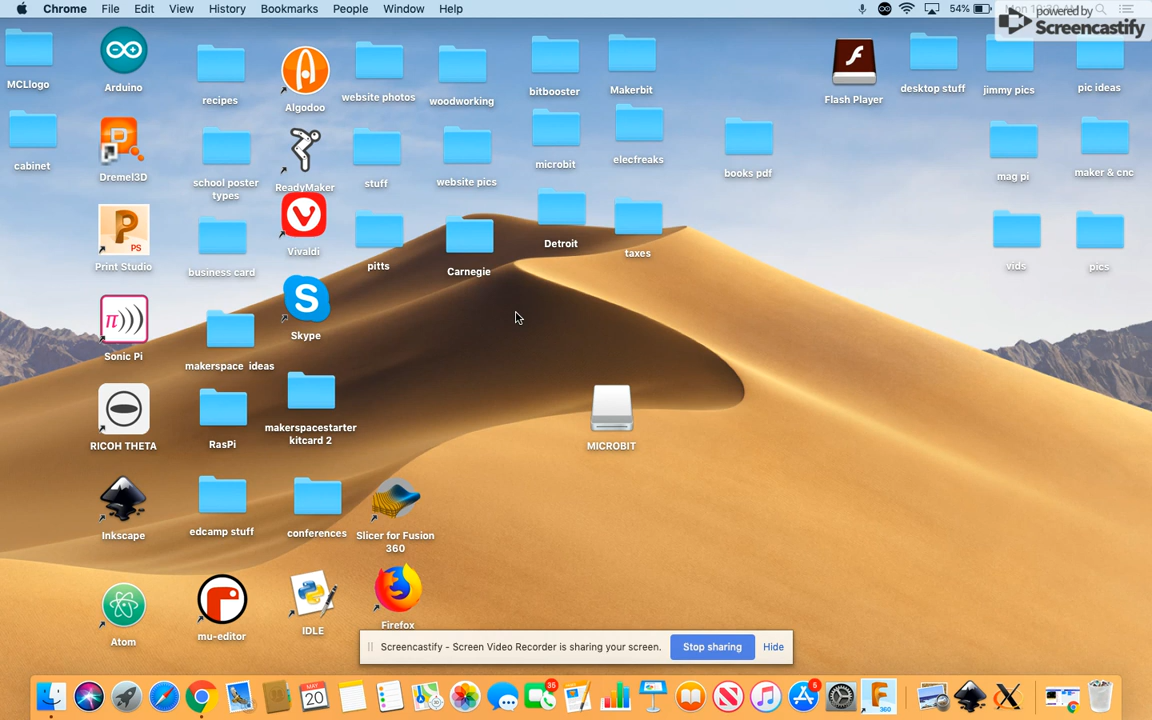 Chrome File Edit View History Bookmarks People Window Help 54%
powered by
Screencastify
MCLlogo
Arduino
recipes
Algodoo
website photos
woodworking
bitbooster
Makerbit
Flash Player
desktop stuff
jimmy pics
pic ideas
cabinet
Dremel3D
school poster
types
ReadyMaker
stuff
website pics
microbit
elecfreaks
books pdf
mag pi
maker & cnc
PS
Print Studio
business card
Vivaldi
pitts
Carnegie
Detroit
taxes
vids
pics
Sonic Pi
makerspace ideas
Skype
RICOH THETA
RasPi
makerspacestarter
kitcard 2
MICROBIT
Inkscape
edcamp stuff
conferences
Slicer for Fusion
360
Atom
mu-editor
IDLE
Firefox
Screencastify - Screen Video Recorder is sharing your screen. Stop sharing Hide
MAY
20
36
5
360